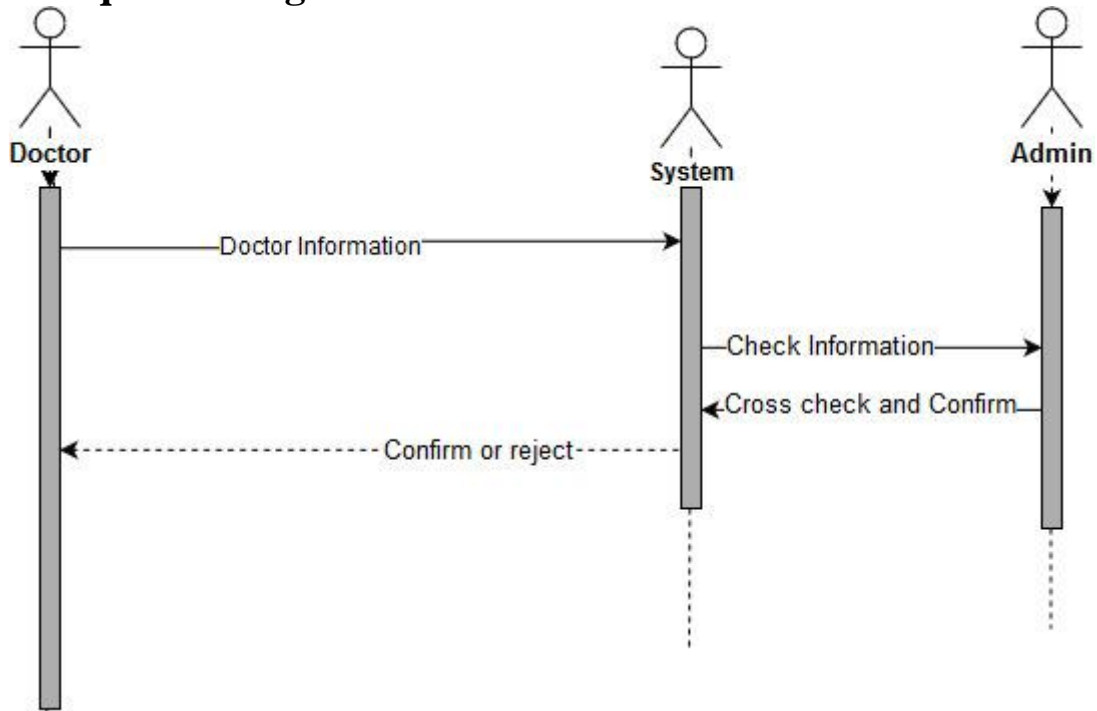 Doctor
System
Admin
Doctor Information
Check Information
Cross check and Confirm
Confirm or reject